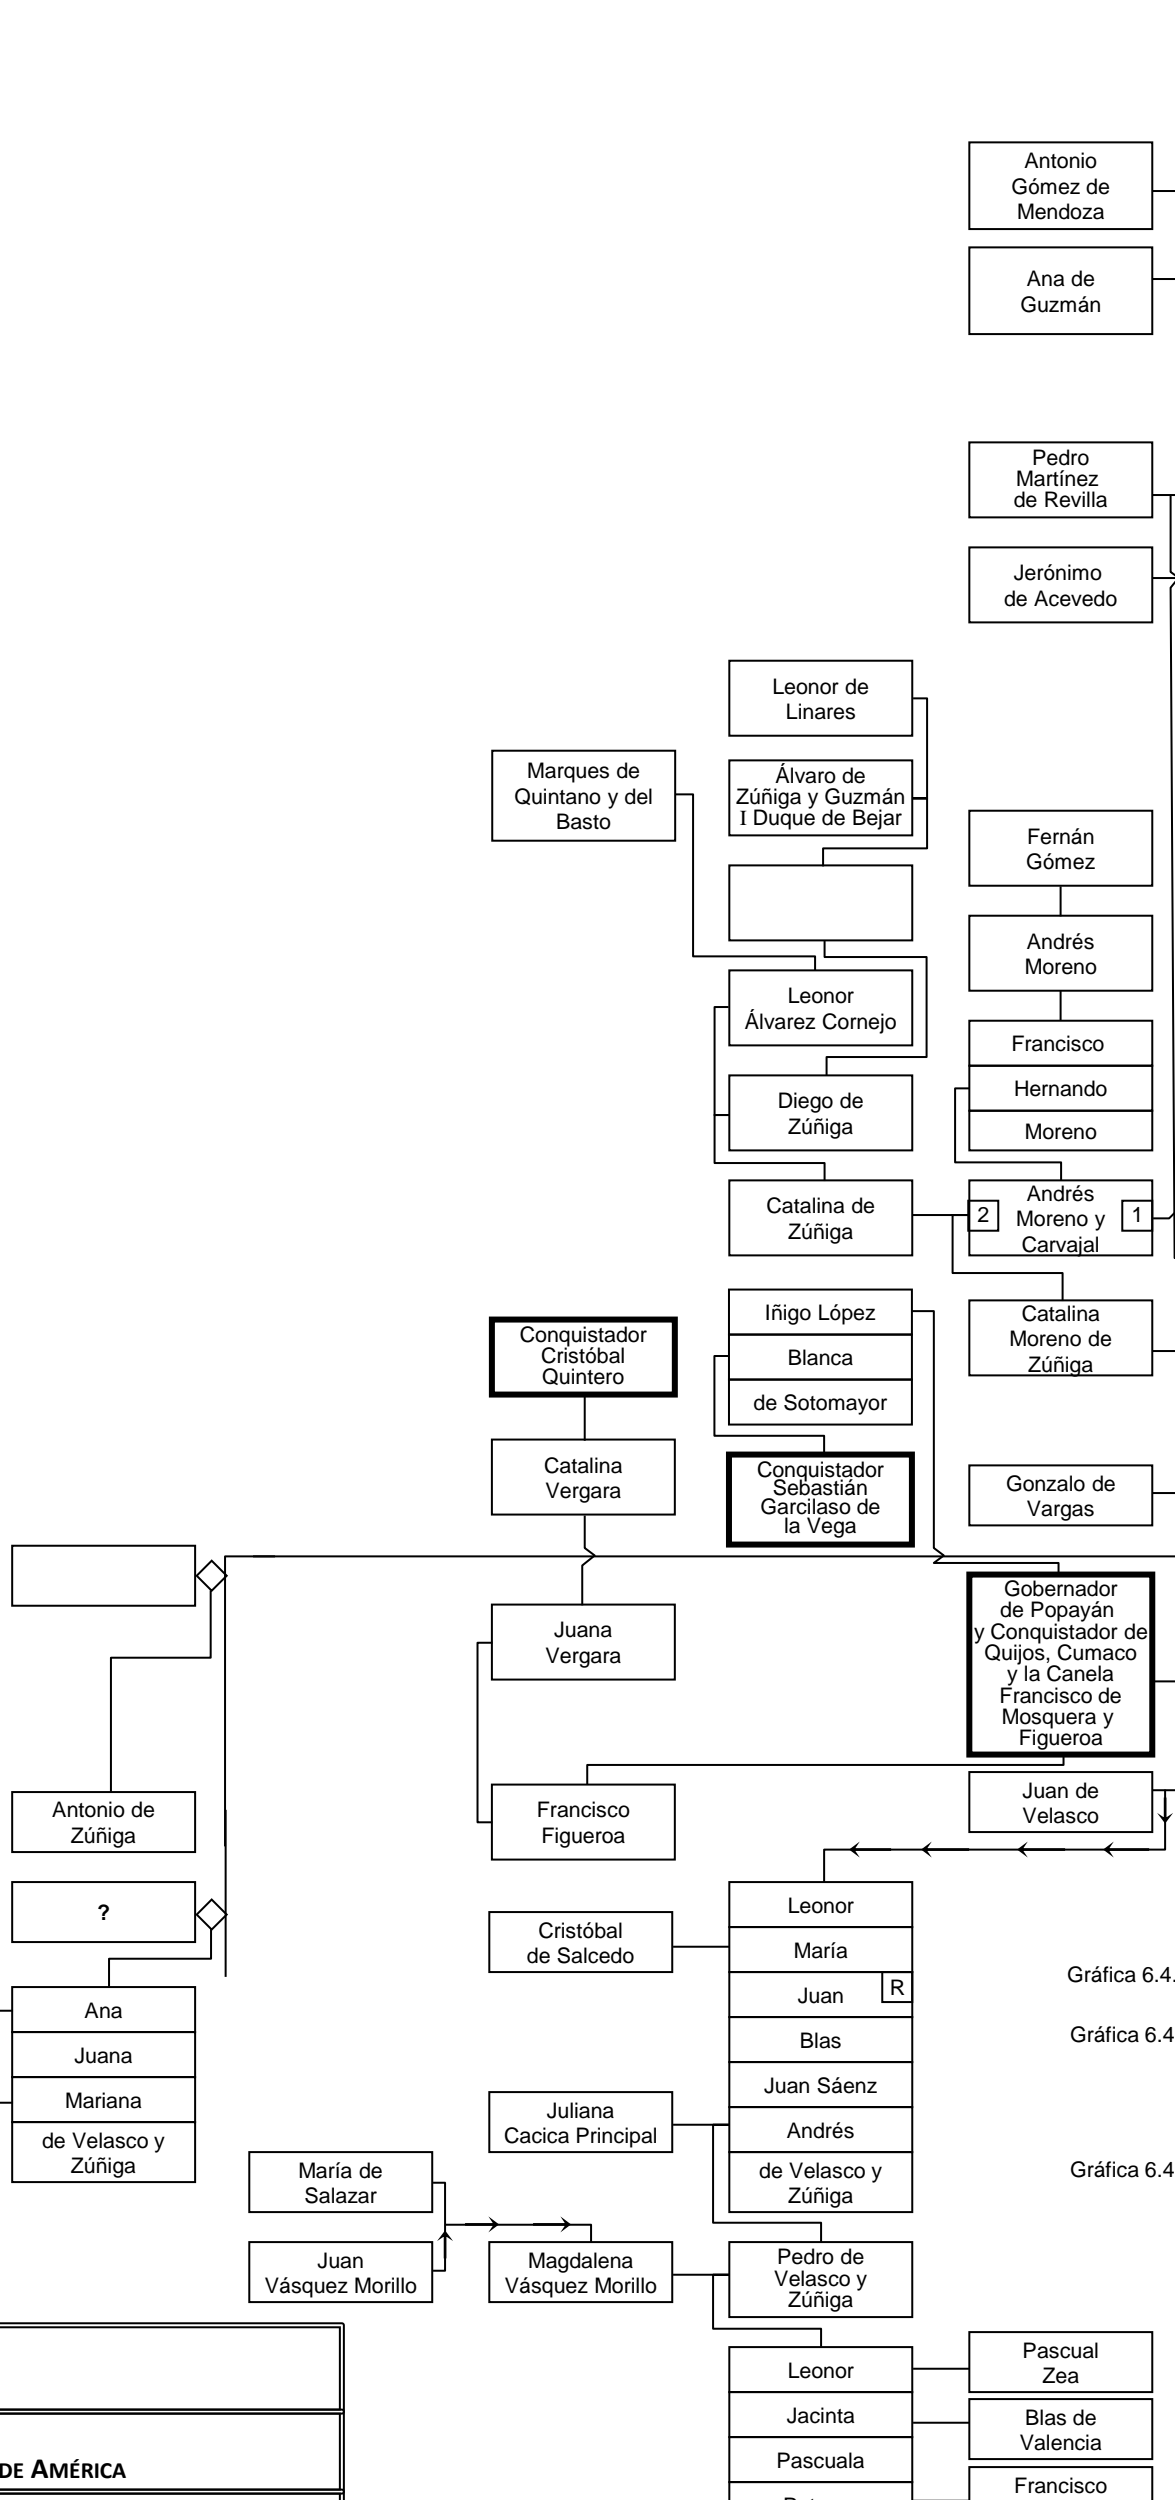 Antonio
Gómez de
Mendoza
Ana de
Guzmán
Pedro
Martínez
de Revilla
Jerónimo
de Acevedo
Leonor de
Linares
Marques de
Quintano y del
Basto
Álvaro de
Zúñiga y Guzmán
I Duque de Bejar
Fernán
Gómez
Andrés
Moreno
Leonor
Álvarez Cornejo
Francisco
Hernando
Moreno
Diego de
Zúñiga
Catalina de
Zúñiga
2
Andrés
Moreno y
Carvajal
1
Iñigo López
Blanca
de Sotomayor
Catalina
Moreno de
Zúñiga
Conquistador
Cristóbal
Quintero
Catalina
Vergara
Conquistador
Sebastián
Garcilaso de
la Vega
Gonzalo de
Vargas
Juana
Vergara
Gobernador
de Popayán
y Conquistador de
Quijos, Cumaco
y la Canela
Francisco de
Mosquera y
Figueroa
Antonio de
Zúñiga
Francisco
Figueroa
Juan de
Velasco
?
Cristóbal
de Salcedo
Leonor
María
Juan
R
Blas
Juan Sáenz
Andrés
de Velasco y
Zúñiga
Gráfica 6.4.
Gráfica 6.4
Gráfica 6.4
Ana
Juana
Mariana
de Velasco y
Zúñiga
Juliana
Cacica Principal
María de
Salazar
Juan
Vásquez Morillo
Magdalena
Vásquez Morillo
Pedro de
Velasco y
Zúñiga
Leonor
Jacinta
Pascuala
Pascual
Zea
Blas de
Valencia
Francisco
DE AMÉRICA